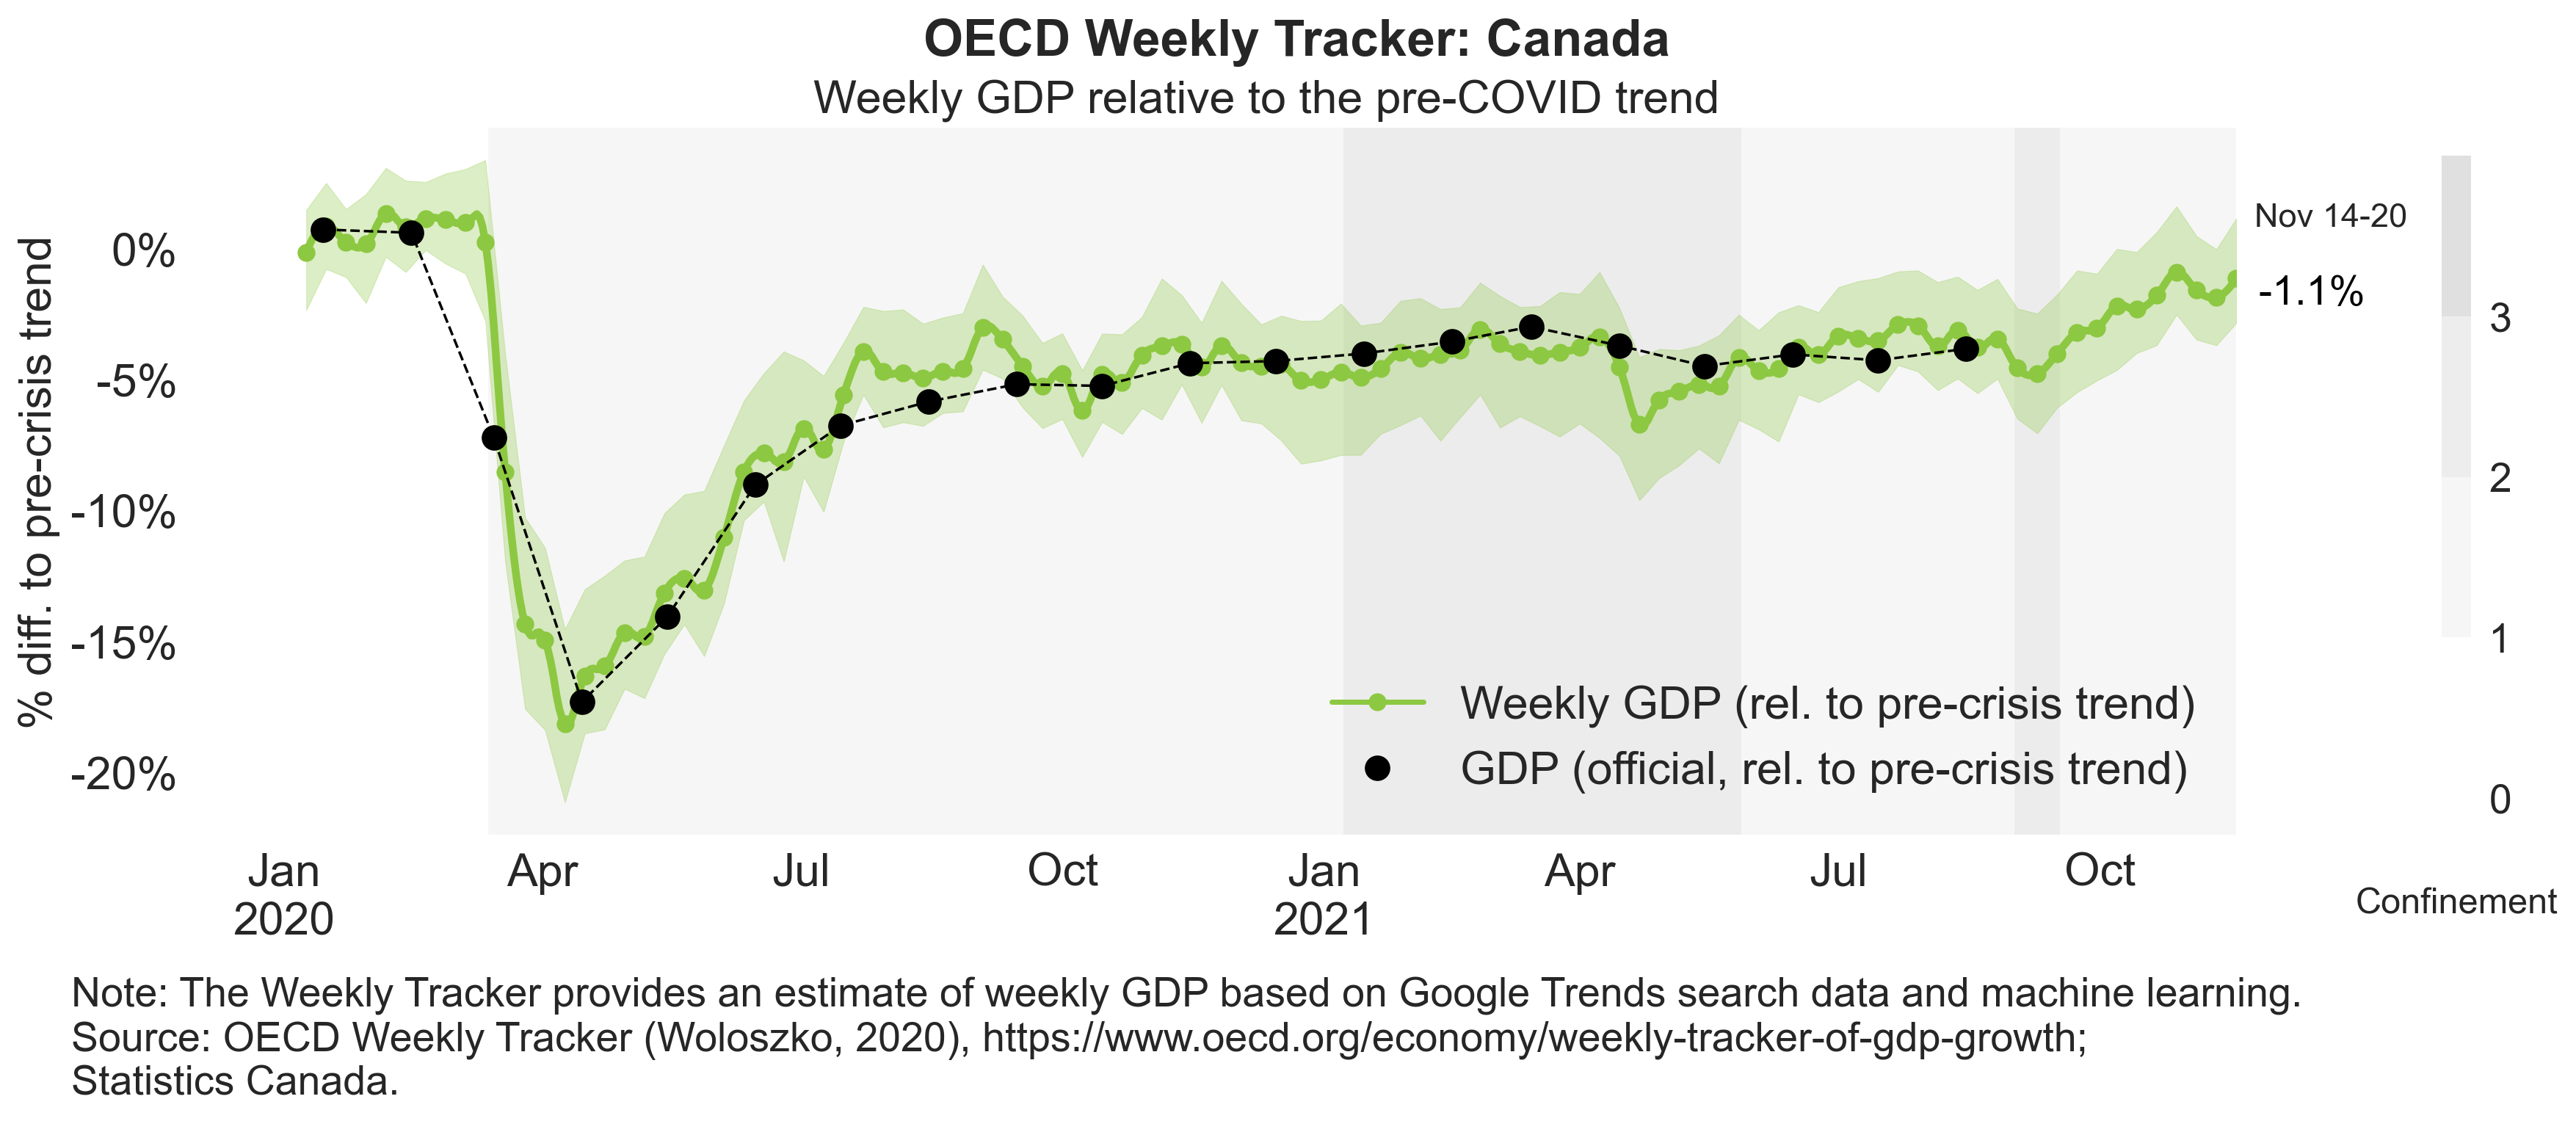 OECD Weekly Tracker: Canada
Weekly GDP relative to the pre-COVID trend
% diff. to pre-crisis trend
0%
-5%
-10%
-15%
-20%
Nov 14-20
-1.1%
3
2
1
0
Confinement
Weekly GDP (rel. to pre-crisis trend)
GDP (official, rel. to pre-crisis trend)
Jan Apr Jul Oct Jan Apr Jul Oct
2020 2021
Note: The Weekly Tracker provides an estimate of weekly GDP based on Google Trends search data and machine learning.
Source: OECD Weekly Tracker (Woloszko, 2020), https://www.oecd.org/economy/weekly-tracker-of-gdp-growth;
Statistics Canada.